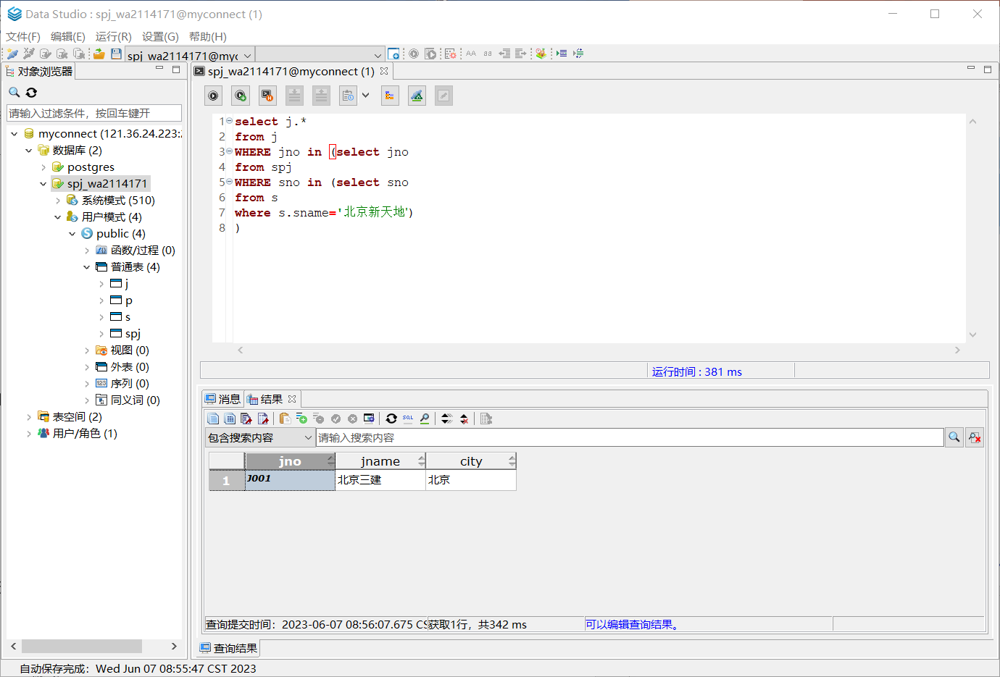 Data Studio : spj_wa2114171@myconnect (1)
文件(F) 编辑(E) 运行(R) 设置(G) 帮助(H)
spj_wa2114171@myc
对象浏览器
请输入过滤条件，按回车键开
myconnect (121.36.24.223:
数据库 (2)
postgres
spj_wa2114171
系统模式 (510)
用户模式 (4)
public (4)
函数/过程 (0)
普通表 (4)
j
p
s
spj
视图 (0)
外表 (0)
序列 (0)
同义词 (0)
表空间 (2)
用户/角色 (1)
spj_wa2114171@myconnect (1)
1 select j.*
2 from j
3 WHERE jno in (select jno
4 from spj
5 WHERE sno in (select sno
6 from s
7 where s.sname='北京新天地')
8 )
运行时间 : 381 ms
消息 结果
包含搜索内容 请输入搜索内容
jno jname city
1 J001 北京三建 北京
查询提交时间：2023-06-07 08:56:07.675 CS 获取1行，共342 ms 可以编辑查询结果。
查询结果
自动保存完成：Wed Jun 07 08:55:47 CST 2023